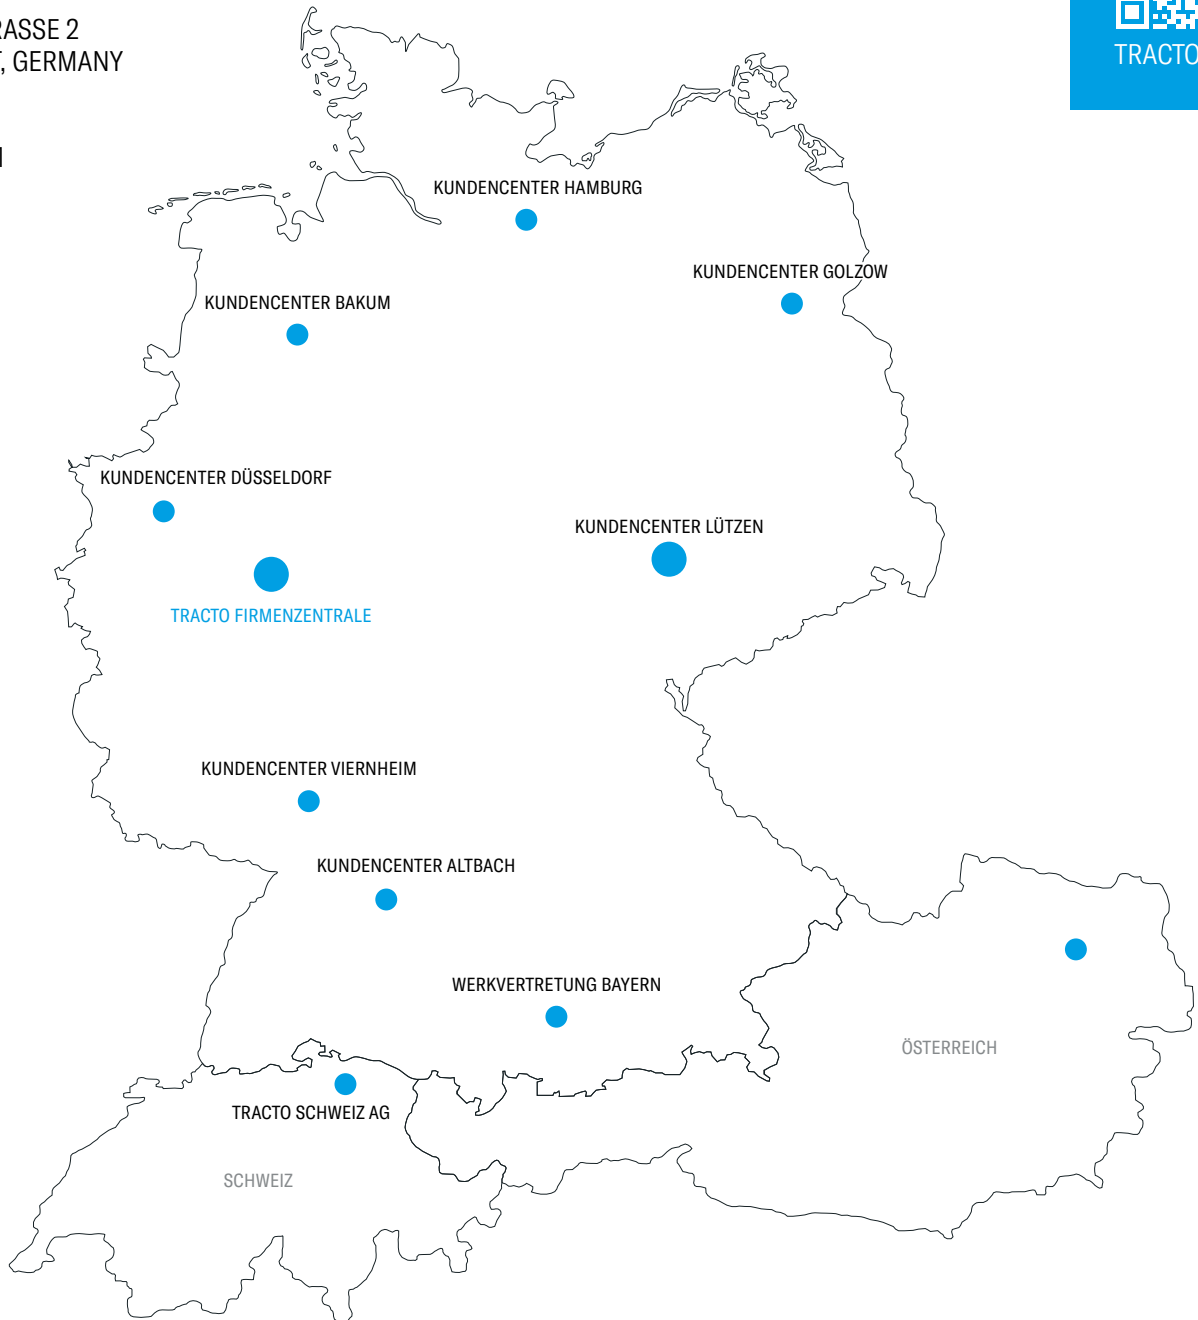 RASSE 2
, GERMANY
TRACTO
KUNDENCENTER HAMBURG
KUNDENCENTER GOLZOW
KUNDENCENTER BAKUM
KUNDENCENTER DÜSSELDORF
KUNDENCENTER LÜTZEN
TRACTO FIRMENZENTRALE
KUNDENCENTER VIERNHEIM
KUNDENCENTER ALTBACH
WERKVERTRETUNG BAYERN
ÖSTERREICH
TRACTO SCHWEIZ AG
SCHWEIZ